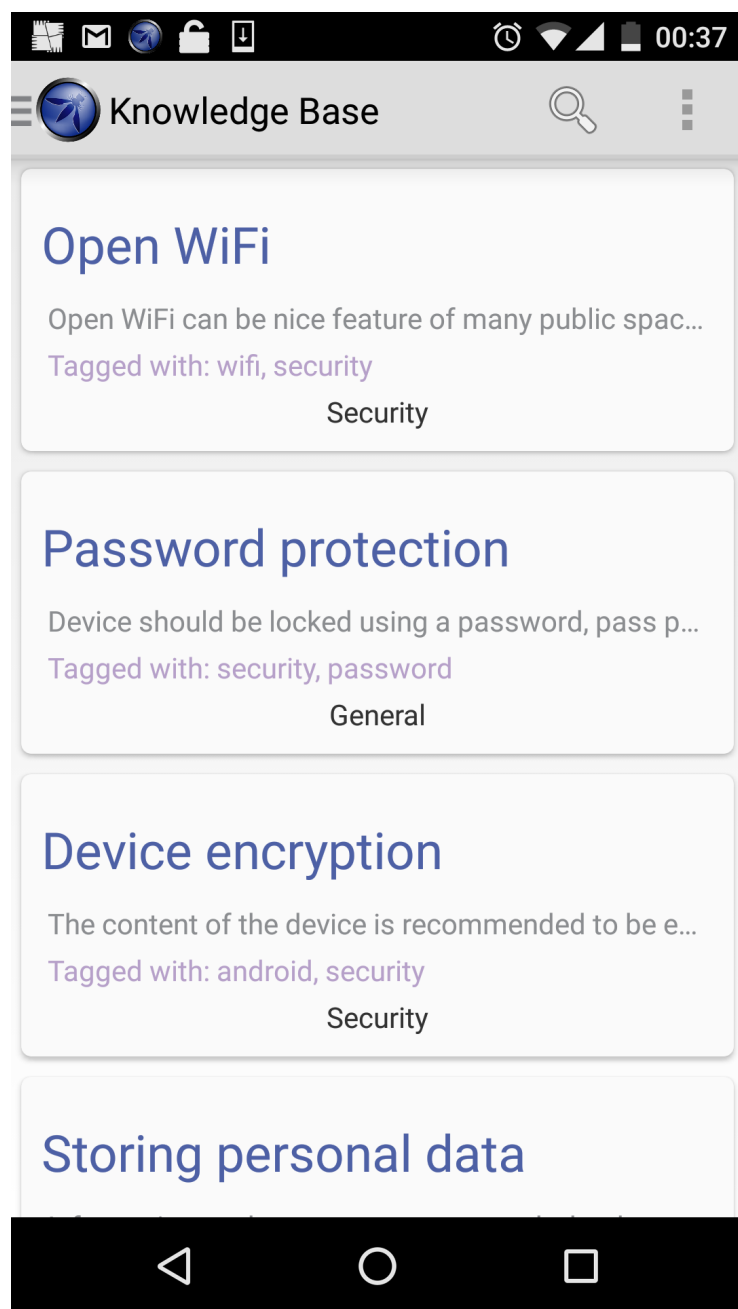 00:37
Knowledge Base
Open WiFi
Open WiFi can be nice feature of many public spac...
Tagged with: wifi, security
Security
Password protection
Device should be locked using a password, pass p...
Tagged with: security, password
General
Device encryption
The content of the device is recommended to be e...
Tagged with: android, security
Security
Storing personal data